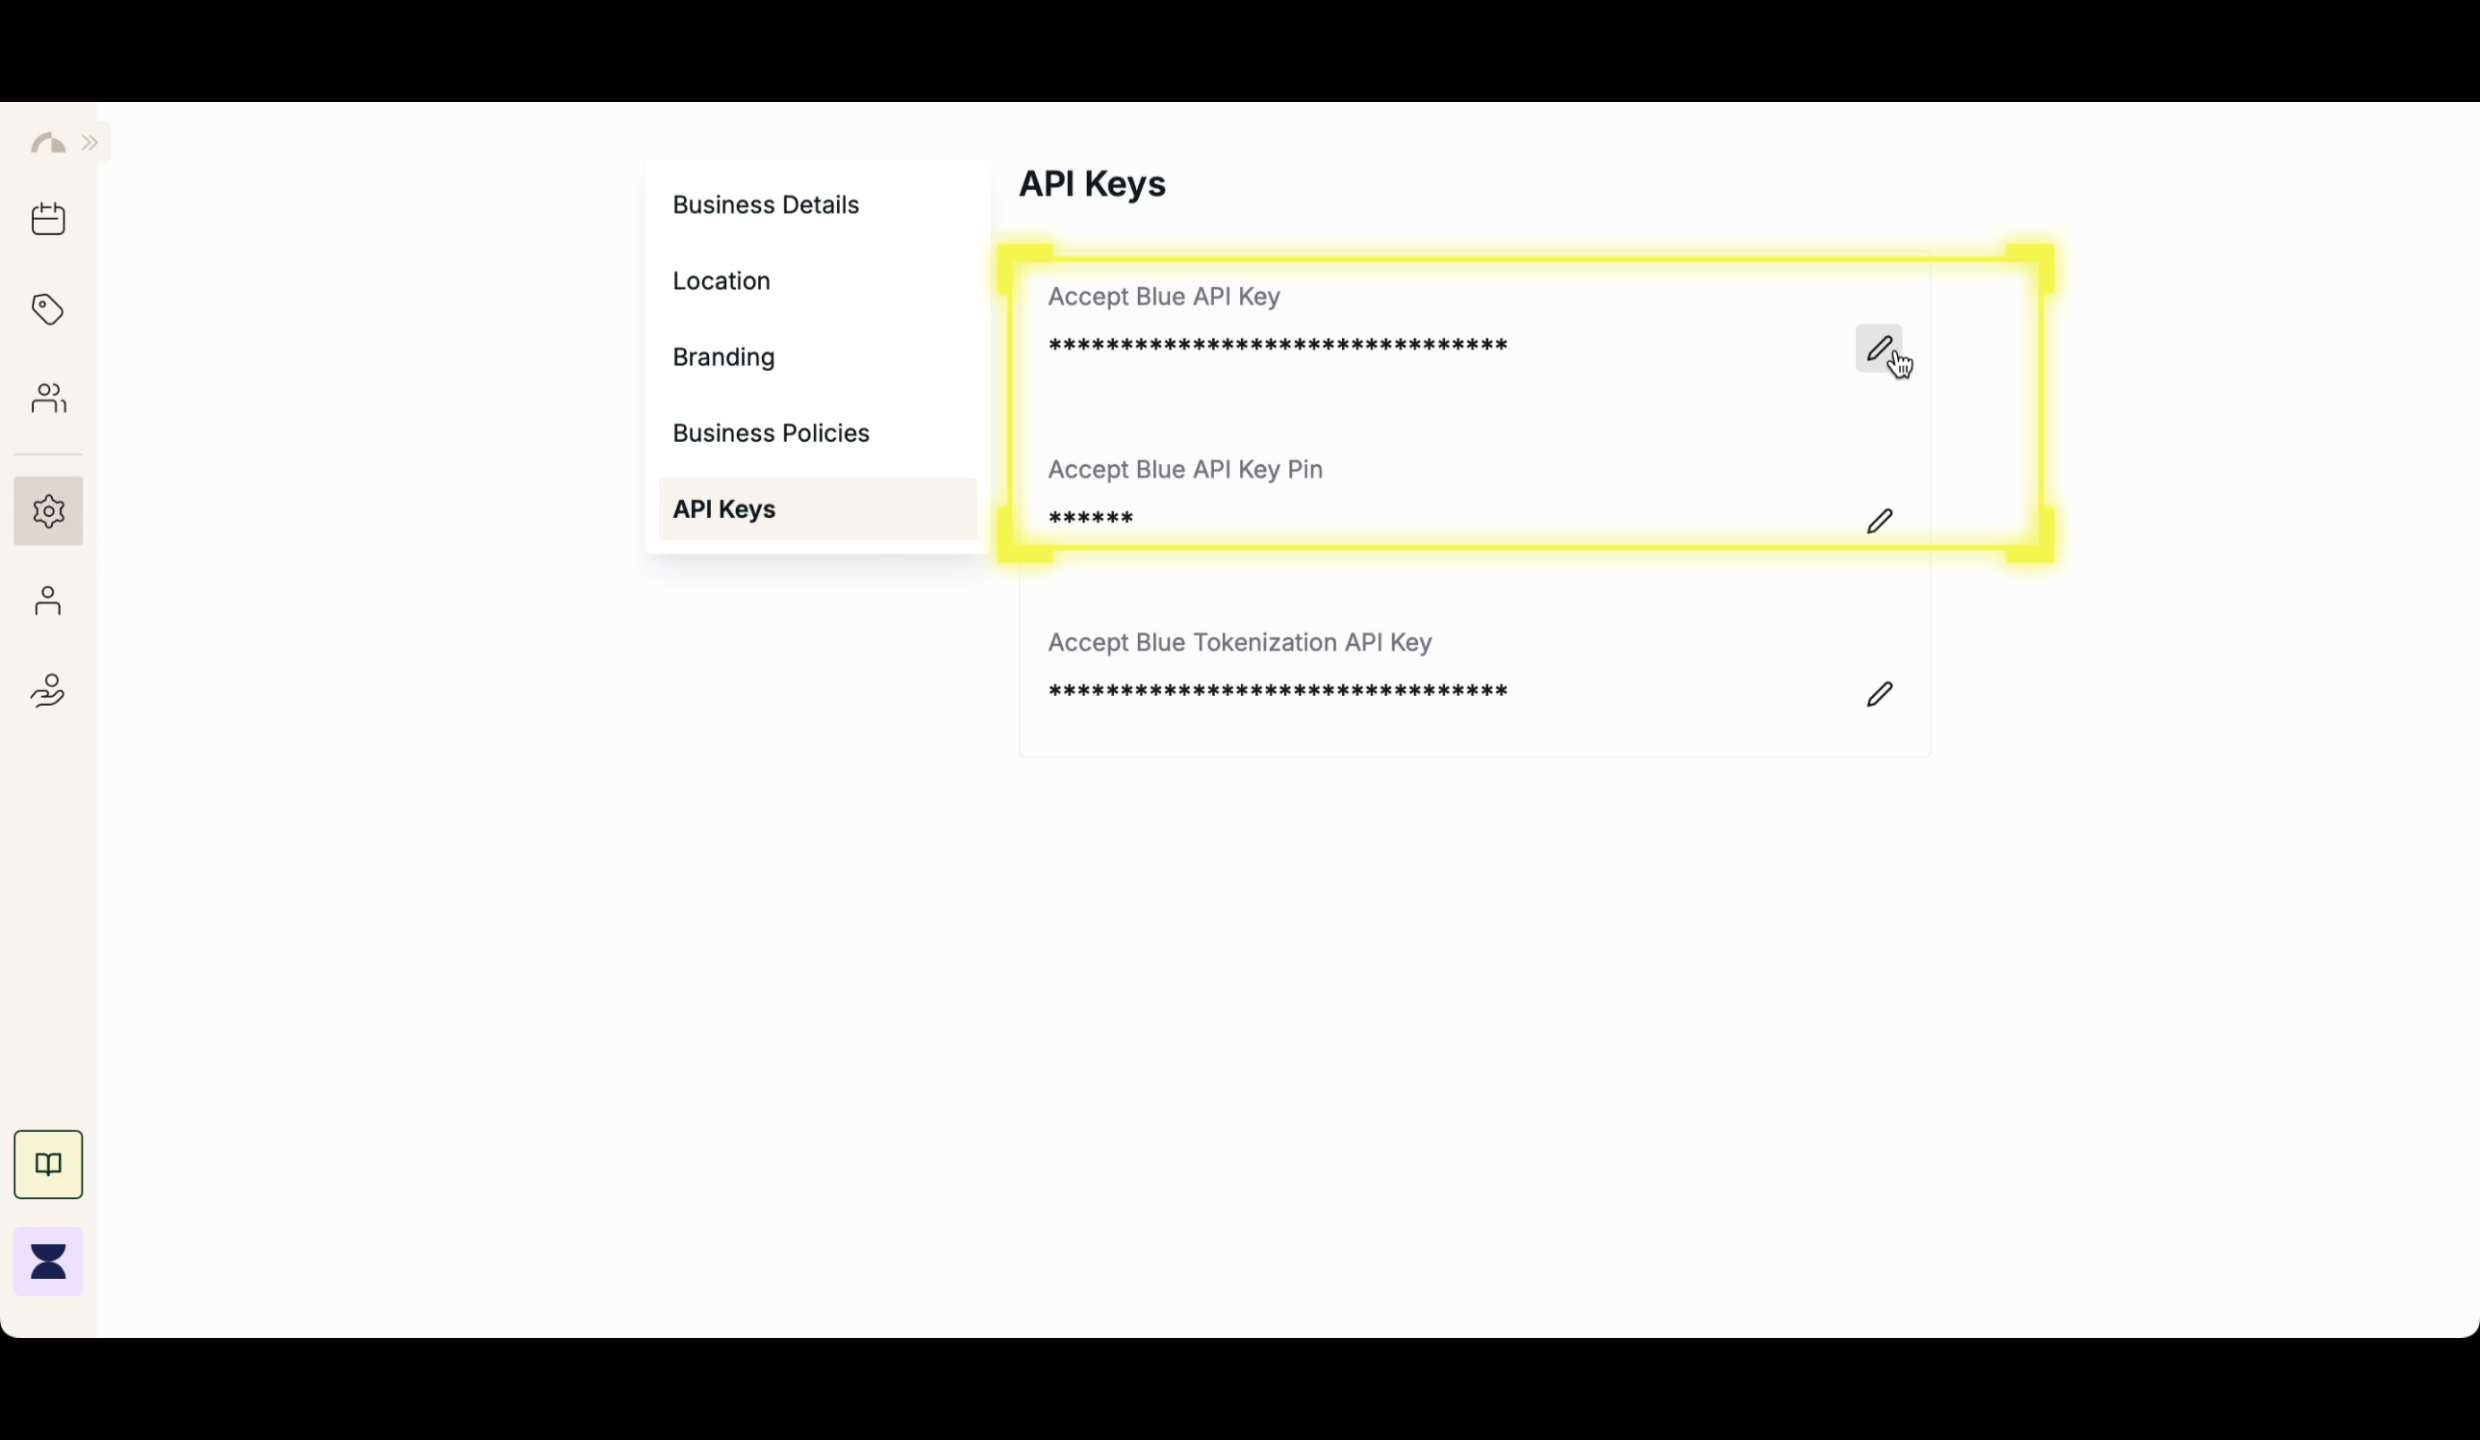 Business Details
Location
Branding
Business Policies
API Keys
API Keys
Accept Blue API Key
********************************
Accept Blue API Key Pin
******
Accept Blue Tokenization API Key
********************************